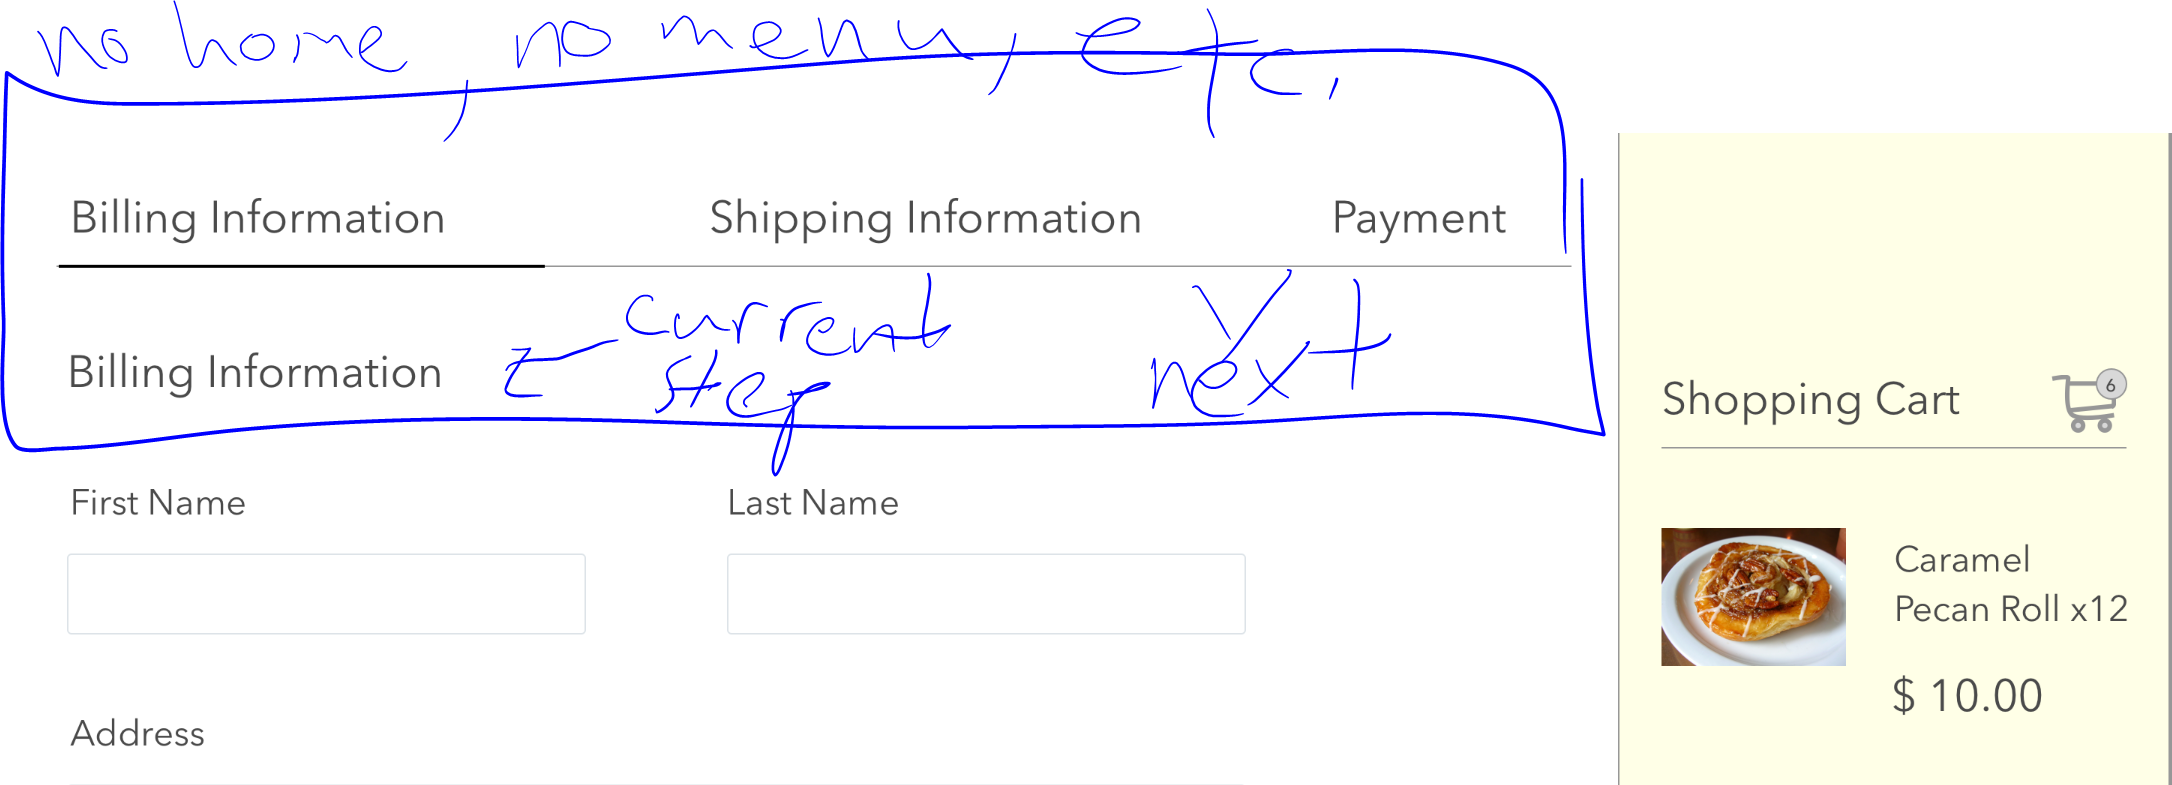 no home, no menu, etc.
Billing Information Shipping Information Payment
Billing Information
current
step
next
First Name Last Name
Address
Shopping Cart 6
Caramel
Pecan Roll x12
$ 10.00